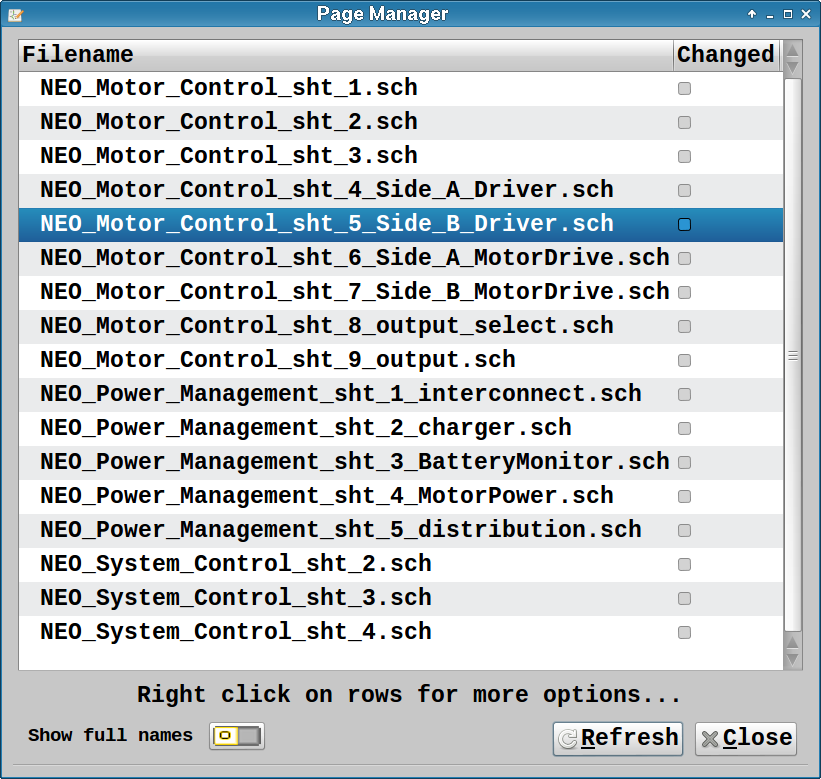 Page Manager
Filename Changed
NEO_Motor_Control_sht_1.sch
NEO_Motor_Control_sht_2.sch
NEO_Motor_Control_sht_3.sch
NEO_Motor_Control_sht_4_Side_A_Driver.sch
NEO_Motor_Control_sht_5_Side_B_Driver.sch
NEO_Motor_Control_sht_6_Side_A_MotorDrive.sch
NEO_Motor_Control_sht_7_Side_B_MotorDrive.sch
NEO_Motor_Control_sht_8_output_select.sch
NEO_Motor_Control_sht_9_output.sch
NEO_Power_Management_sht_1_interconnect.sch
NEO_Power_Management_sht_2_charger.sch
NEO_Power_Management_sht_3_BatteryMonitor.sch
NEO_Power_Management_sht_4_MotorPower.sch
NEO_Power_Management_sht_5_distribution.sch
NEO_System_Control_sht_2.sch
NEO_System_Control_sht_3.sch
NEO_System_Control_sht_4.sch
Right click on rows for more options...
Show full names Refresh Close